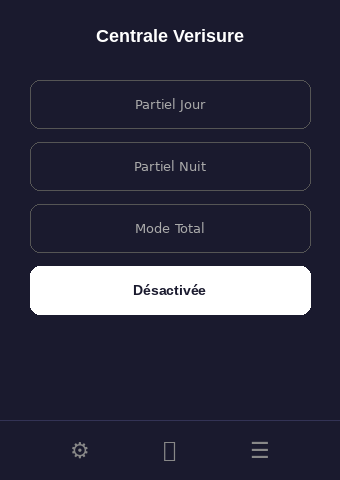 Centrale Verisure
Partiel Jour
Partiel Nuit
Mode Total
Désactivée